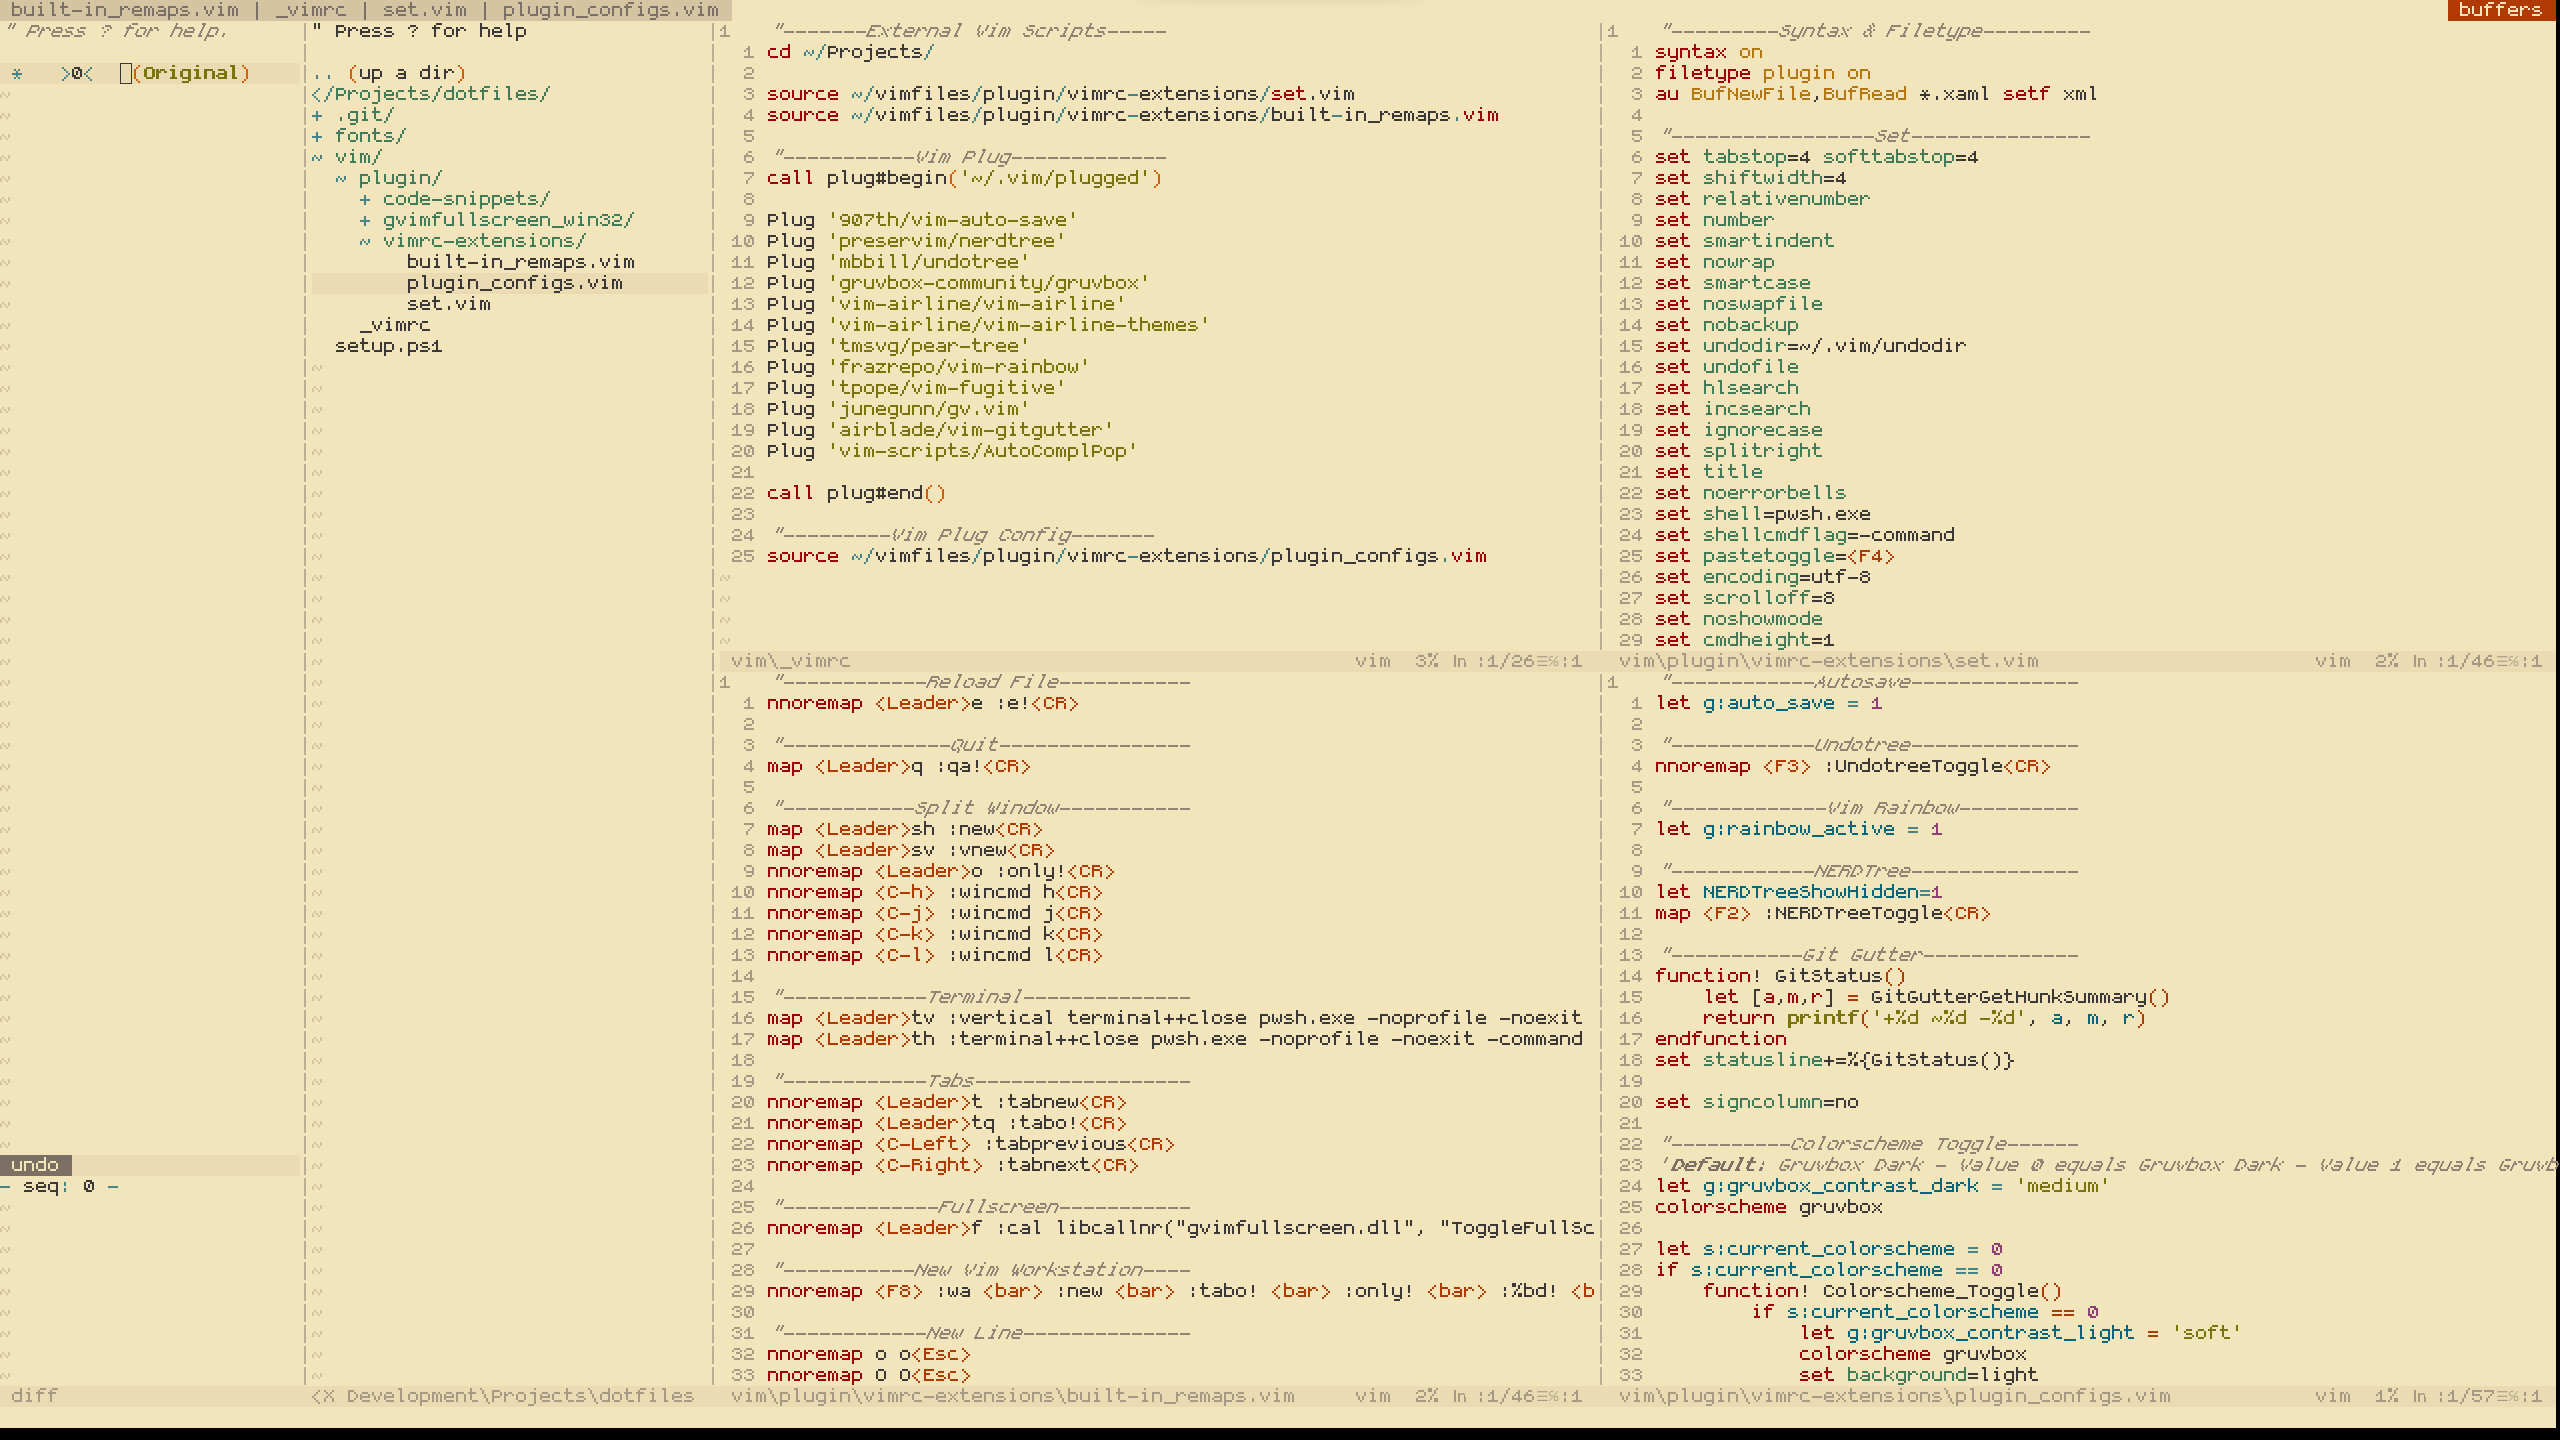 built-in_remaps.vim | _vimrc | set.vim | plugin_configs.vim
buffers
" Press ? for help.
* >0< (Original)
undo
- seq: 0 -
diff
" Press ? for help
.. (up a dir)
</Projects/dotfiles/
+ .git/
+ fonts/
~ vim/
~ plugin/
+ code-snippets/
+ gvimfullscreen_win32/
~ vimrc-extensions/
built-in_remaps.vim
plugin_configs.vim
set.vim
_vimrc
setup.ps1
<X Development\Projects\dotfiles
1 "-------External Vim Scripts-----
1 cd ~/Projects/
2
3 source ~/vimfiles/plugin/vimrc-extensions/set.vim
4 source ~/vimfiles/plugin/vimrc-extensions/built-in_remaps.vim
5
6 "-----------Vim Plug-------------
7 call plug#begin('~/.vim/plugged')
8
9 Plug '907th/vim-auto-save'
10 Plug 'preservim/nerdtree'
11 Plug 'mbbill/undotree'
12 Plug 'gruvbox-community/gruvbox'
13 Plug 'vim-airline/vim-airline'
14 Plug 'vim-airline/vim-airline-themes'
15 Plug 'tmsvg/pear-tree'
16 Plug 'frazrepo/vim-rainbow'
17 Plug 'tpope/vim-fugitive'
18 Plug 'junegunn/gv.vim'
19 Plug 'airblade/vim-gitgutter'
20 Plug 'vim-scripts/AutoComplPop'
21
22 call plug#end()
23
24 "---------Vim Plug Config-------
25 source ~/vimfiles/plugin/vimrc-extensions/plugin_configs.vim
vim\_vimrc vim 3% ln :1/26≡℅:1
1 "---------Syntax & Filetype---------
1 syntax on
2 filetype plugin on
3 au BufNewFile,BufRead *.xaml setf xml
4
5 "-----------------Set---------------
6 set tabstop=4 softtabstop=4
7 set shiftwidth=4
8 set relativenumber
9 set number
10 set smartindent
11 set nowrap
12 set smartcase
13 set noswapfile
14 set nobackup
15 set undodir=~/.vim/undodir
16 set undofile
17 set hlsearch
18 set incsearch
19 set ignorecase
20 set splitright
21 set title
22 set noerrorbells
23 set shell=pwsh.exe
24 set shellcmdflag=-command
25 set pastetoggle=<F4>
26 set encoding=utf-8
27 set scrolloff=8
28 set noshowmode
29 set cmdheight=1
vim\plugin\vimrc-extensions\set.vim vim 2% ln :1/46≡℅:1
1 "------------Reload File-----------
1 nnoremap <Leader>e :e!<CR>
2
3 "--------------Quit----------------
4 map <Leader>q :qa!<CR>
5
6 "-----------Split Window-----------
7 map <Leader>sh :new<CR>
8 map <Leader>sv :vnew<CR>
9 nnoremap <Leader>o :only!<CR>
10 nnoremap <C-h> :wincmd h<CR>
11 nnoremap <C-j> :wincmd j<CR>
12 nnoremap <C-k> :wincmd k<CR>
13 nnoremap <C-l> :wincmd l<CR>
14
15 "------------Terminal--------------
16 map <Leader>tv :vertical terminal++close pwsh.exe -noprofile -noexit
17 map <Leader>th :terminal++close pwsh.exe -noprofile -noexit -command
18
19 "------------Tabs------------------
20 nnoremap <Leader>t :tabnew<CR>
21 nnoremap <Leader>tq :tabo!<CR>
22 nnoremap <C-Left> :tabprevious<CR>
23 nnoremap <C-Right> :tabnext<CR>
24
25 "-------------Fullscreen-----------
26 nnoremap <Leader>f :cal libcallnr("gvimfullscreen.dll", "ToggleFullSc
27
28 "-----------New Vim Workstation----
29 nnoremap <F8> :wa <bar> :new <bar> :tabo! <bar> :only! <bar> :%bd! <b
30
31 "------------New Line--------------
32 nnoremap o o<Esc>
33 nnoremap O O<Esc>
vim\plugin\vimrc-extensions\built-in_remaps.vim vim 2% ln :1/46≡℅:1
1 "------------Autosave--------------
1 let g:auto_save = 1
2
3 "------------Undotree--------------
4 nnoremap <F3> :UndotreeToggle<CR>
5
6 "-------------Vim Rainbow----------
7 let g:rainbow_active = 1
8
9 "------------NERDTree--------------
10 let NERDTreeShowHidden=1
11 map <F2> :NERDTreeToggle<CR>
12
13 "-----------Git Gutter-------------
14 function! GitStatus()
15 let [a,m,r] = GitGutterGetHunkSummary()
16 return printf('+%d ~%d -%d', a, m, r)
17 endfunction
18 set statusline+=%{GitStatus()}
19
20 set signcolumn=no
21
22 "----------Colorscheme Toggle------
23 'Default: Gruvbox Dark - Value 0 equals Gruvbox Dark - Value 1 equals Gruvb
24 let g:gruvbox_contrast_dark = 'medium'
25 colorscheme gruvbox
26
27 let s:current_colorscheme = 0
28 if s:current_colorscheme == 0
29 function! Colorscheme_Toggle()
30 if s:current_colorscheme == 0
31 let g:gruvbox_contrast_light = 'soft'
32 colorscheme gruvbox
33 set background=light
vim\plugin\vimrc-extensions\plugin_configs.vim vim 1% ln :1/57≡℅:1